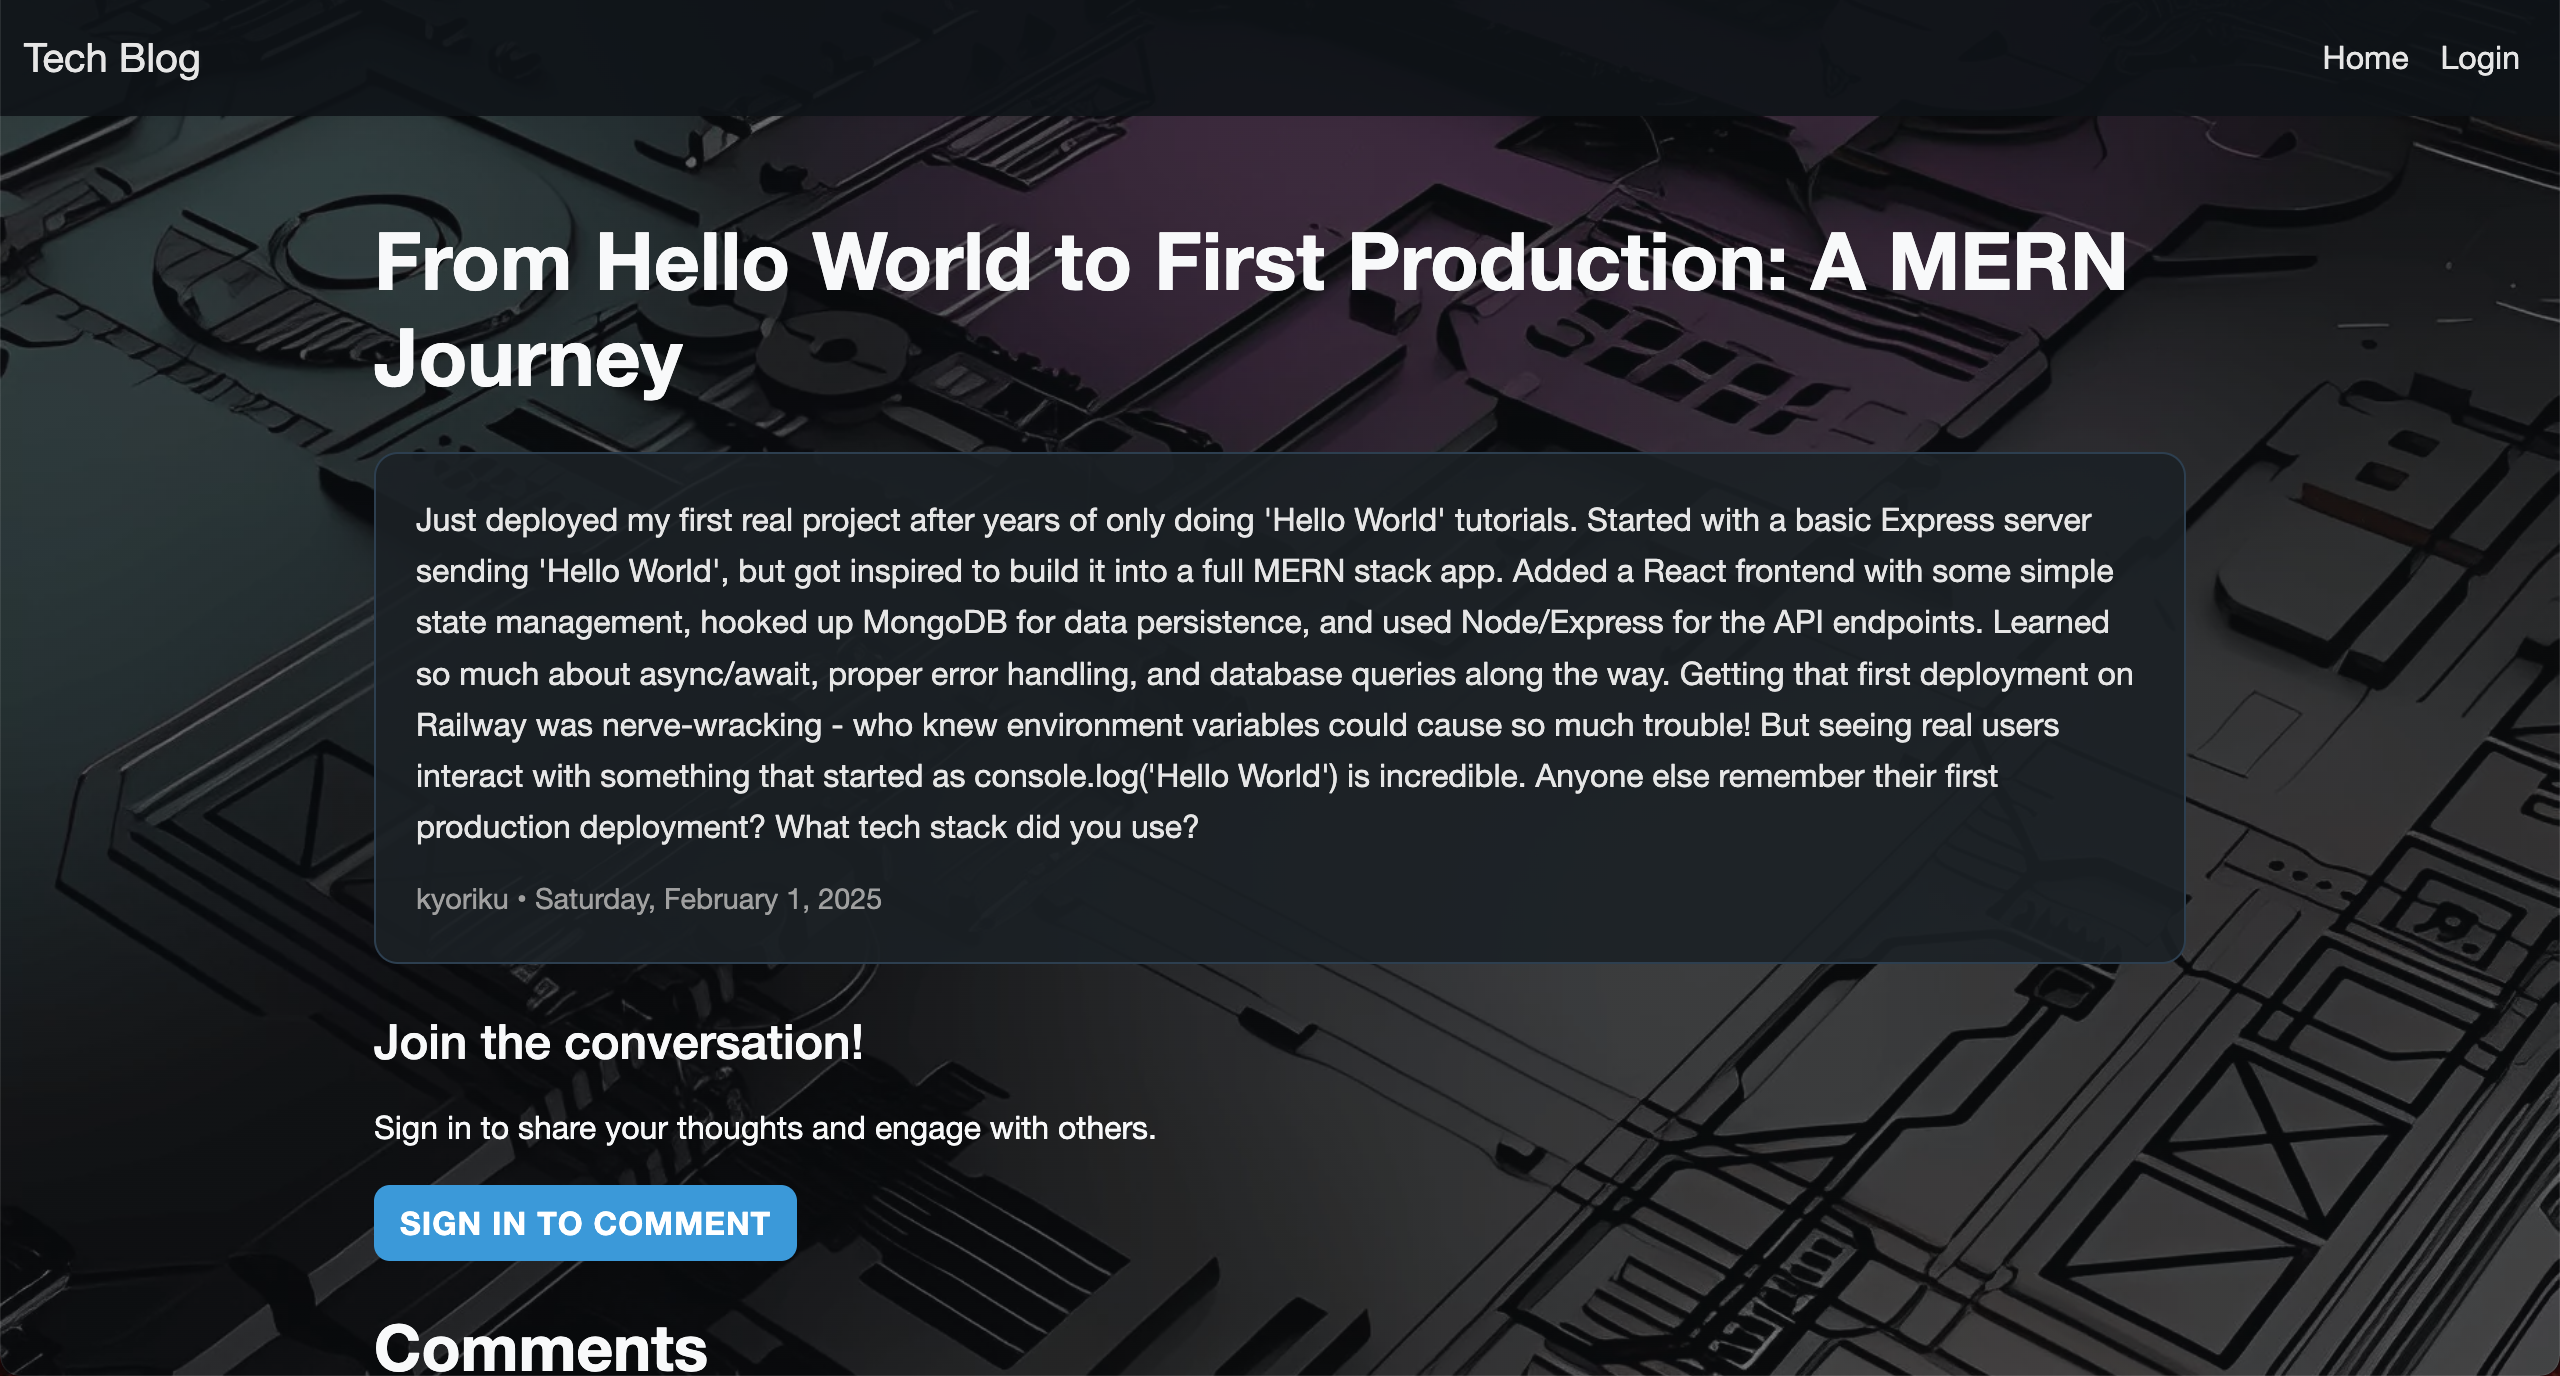 Tech Blog
Home
Login
From Hello World to First Production: A MERN
Journey
Just deployed my first real project after years of only doing 'Hello World' tutorials. Started with a basic Express server
sending 'Hello World', but got inspired to build it into a full MERN stack app. Added a React frontend with some simple
state management, hooked up MongoDB for data persistence, and used Node/Express for the API endpoints. Learned
so much about async/await, proper error handling, and database queries along the way. Getting that first deployment on
Railway was nerve-wracking - who knew environment variables could cause so much trouble! But seeing real users
interact with something that started as console.log('Hello World') is incredible. Anyone else remember their first
production deployment? What tech stack did you use?
kyoriku • Saturday, February 1, 2025
Join the conversation!
Sign in to share your thoughts and engage with others.
SIGN IN TO COMMENT
Comments